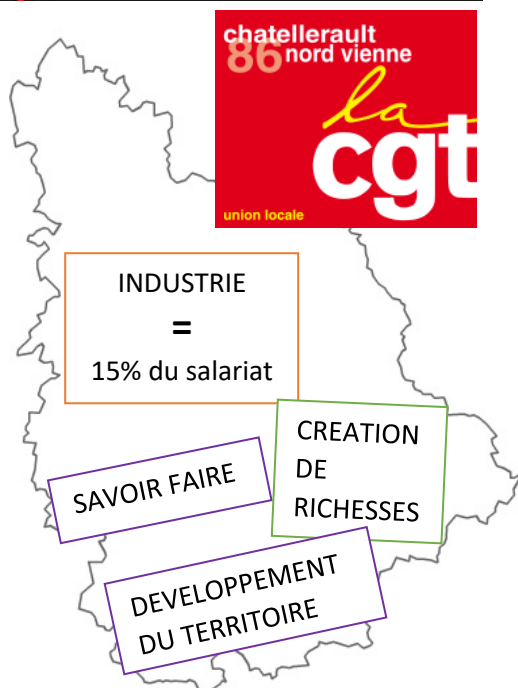 chatellerault
86 nord vienne
la
cgt
union locale
INDUSTRIE
=
15% du salariat
CREATION
DE
RICHESSES
SAVOIR FAIRE
DEVELOPPEMENT
DU TERRITOIRE